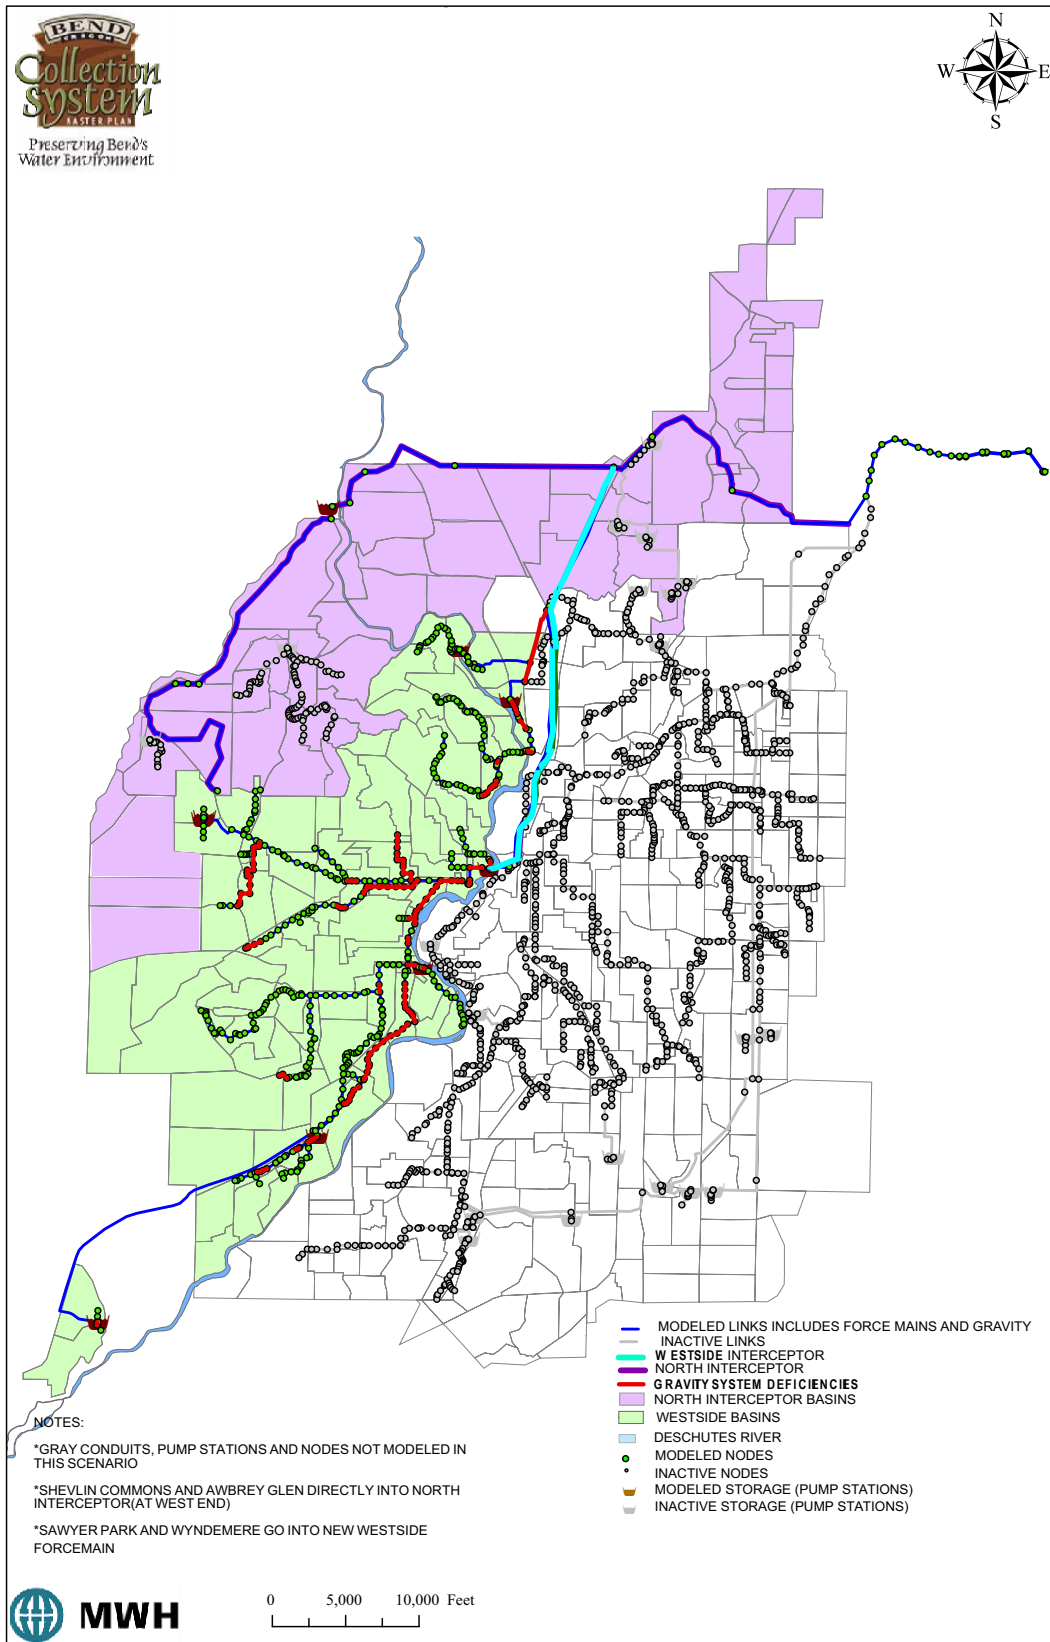 BEND
OREGON
Collection
System
MASTER PLAN
Preserving Bend's
Water Environment
N
W E
S
MODELED LINKS INCLUDES FORCE MAINS AND GRAVITY
INACTIVE LINKS
WESTSIDE INTERCEPTOR
NORTH INTERCEPTOR
GRAVITY SYSTEM DEFICIENCIES
NORTH INTERCEPTOR BASINS
WESTSIDE BASINS
DESCHUTES RIVER
MODELED NODES
INACTIVE NODES
MODELED STORAGE (PUMP STATIONS)
INACTIVE STORAGE (PUMP STATIONS)
NOTES:
*GRAY CONDUITS, PUMP STATIONS AND NODES NOT MODELED IN
THIS SCENARIO
*SHEVLIN COMMONS AND AWBREY GLEN DIRECTLY INTO NORTH
INTERCEPTOR(AT WEST END)
*SAWYER PARK AND WYNDEMERE GO INTO NEW WESTSIDE
FORCEMAIN
MWH
0 5,000 10,000 Feet